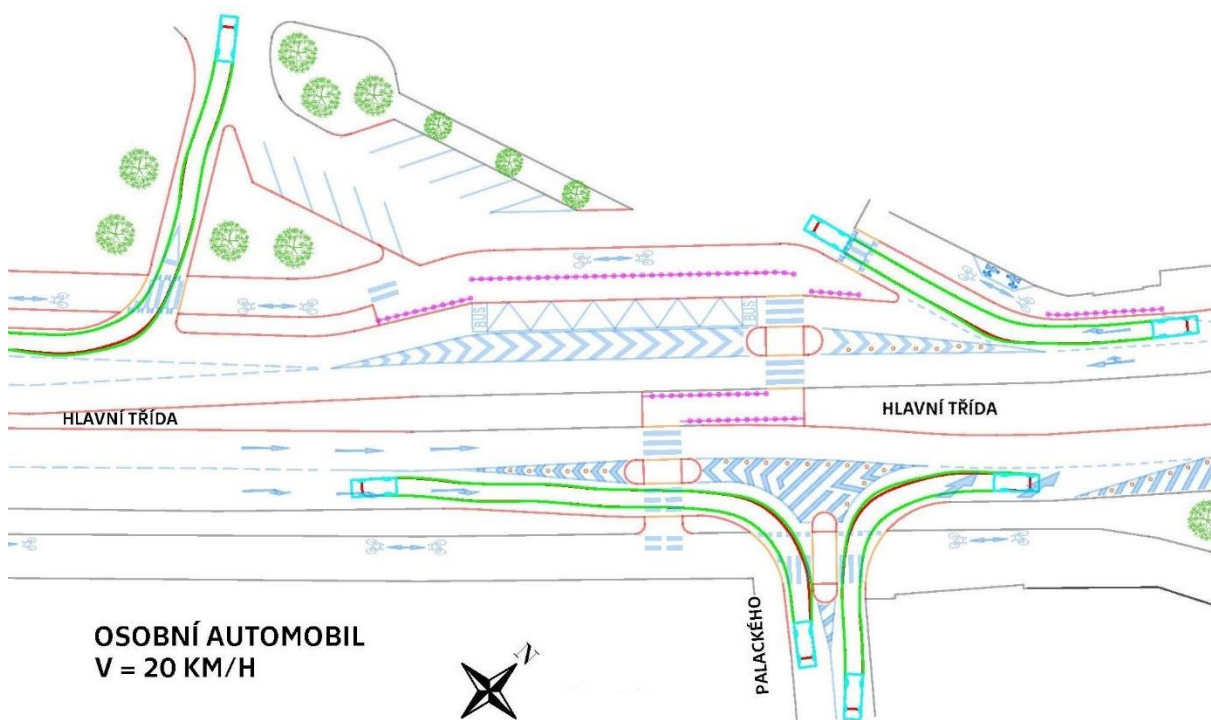 BUS
BUS
HLAVNÍ TŘÍDA
HLAVNÍ TŘÍDA
PALACKÉHO
OSOBNÍ AUTOMOBIL
V = 20 KM/H
N